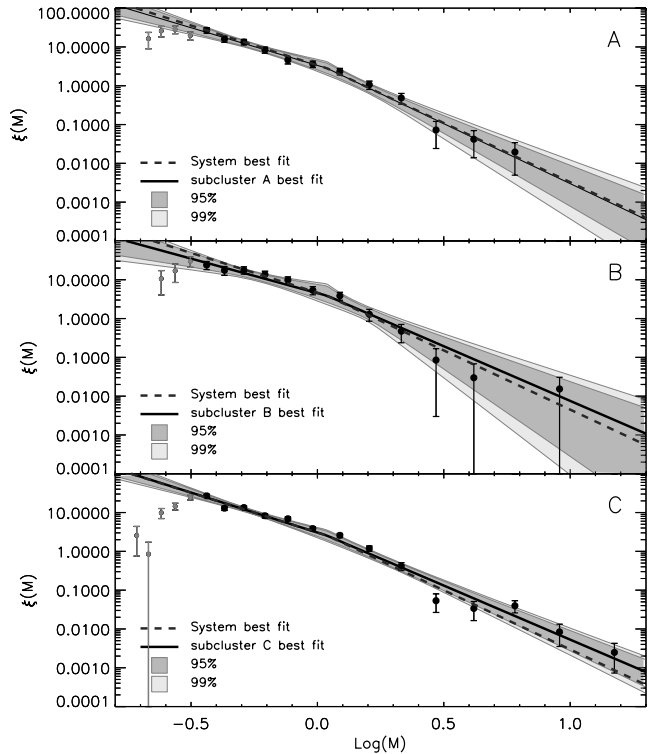 100.0000
10.0000
1.0000
0.1000
0.0100
0.0010
0.0001
ξ(M)
A
System best fit
subcluster A best fit
95%
99%
10.0000
1.0000
0.1000
0.0100
0.0010
0.0001
ξ(M)
B
System best fit
subcluster B best fit
95%
99%
10.0000
1.0000
0.1000
0.0100
0.0010
0.0001
ξ(M)
C
System best fit
subcluster C best fit
95%
99%
−0.5
0.0
0.5
1.0
Log(M)